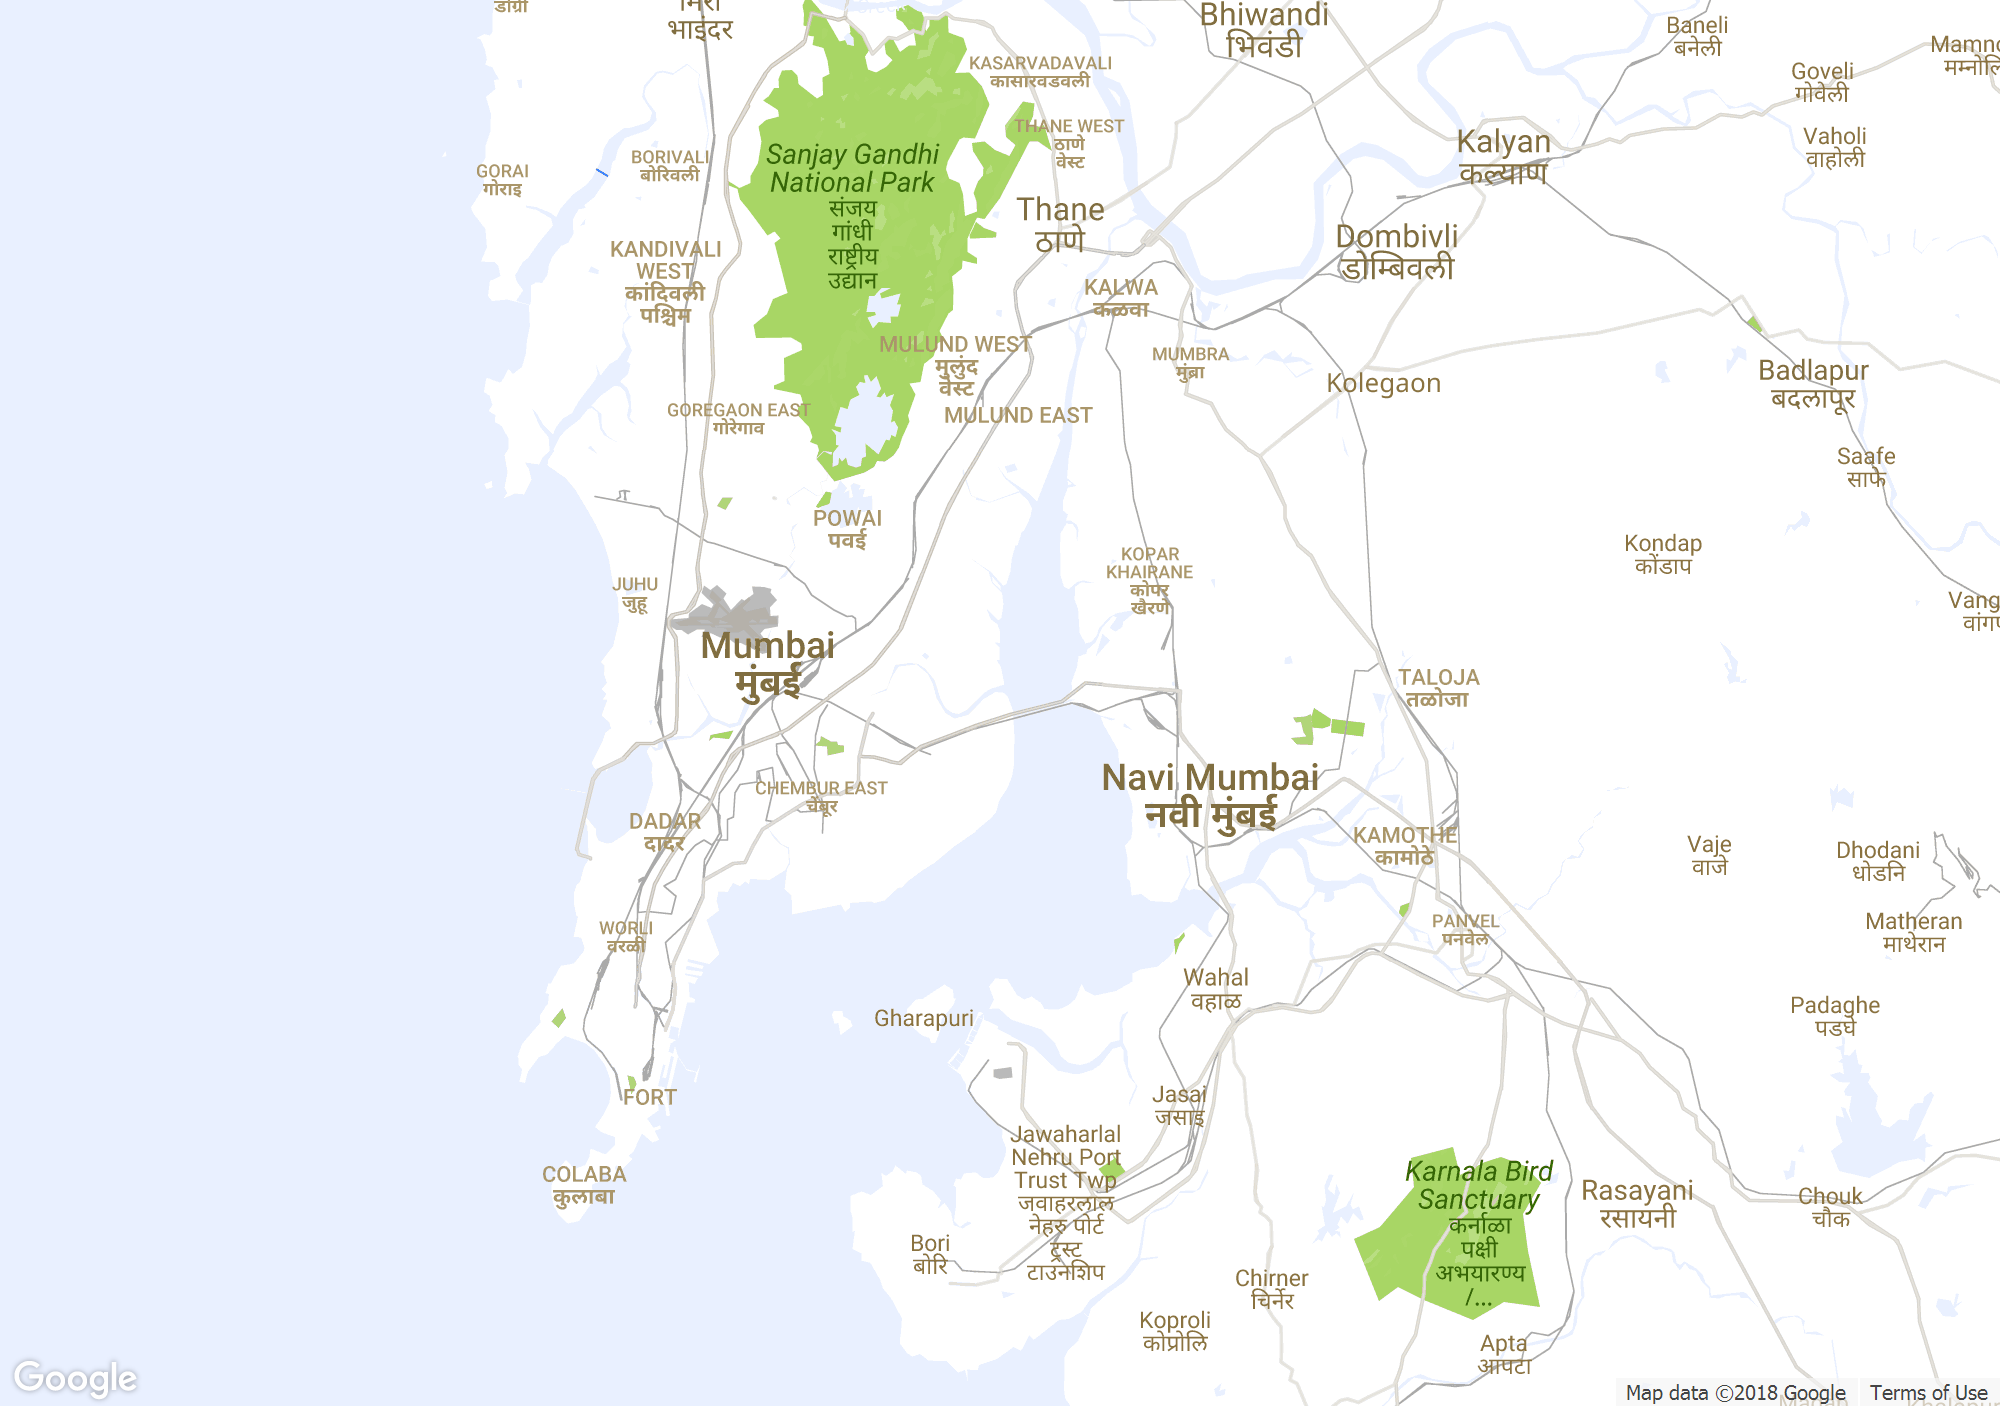 डोंग्री
मिरा
भाइंदर
Bhiwandi
भिवंडी
Baneli
बनेली
KASARVADAVALI
कासारवडवली
Goveli
गोवेली
THANE WEST
ठाणे
वेस्ट
Vaholi
वाहोली
Kalyan
कल्याण
Sanjay Gandhi
National Park
संजय
गांधी
राष्ट्रीय
उद्यान
BORIVALI
बोरिवली
GORAI
गोराइ
Thane
ठाणे
Dombivli
डोम्बिवली
KANDIVALI
WEST
कांदिवली
पश्चिम
KALWA
कळवा
MULUND WEST
मुलुंद
वेस्ट
MUMBRA
मुंब्रा
Kolegaon
Badlapur
बदलापूर
GOREGAON EAST
गोरेगाव
MULUND EAST
Saafe
साफे
POWAI
पवई
Kondap
कोंडाप
KOPAR
KHAIRANE
कोपर
खैरणे
JUHU
जुहू
Mumbai
मुंबई
TALOJA
तळोजा
Navi Mumbai
नवी मुंबई
CHEMBUR EAST
चेंबूर
DADAR
दादर
KAMOTHE
कामोठे
Vaje
वाजे
Dhodani
धोडनि
WORLI
वरळी
PANVEL
पनवेल
Matheran
माथेरान
Wahal
वहाळ
Gharapuri
Padaghe
पडघे
FORT
Jasai
जसाइ
Jawaharlal
Nehru Port
Trust Twp
जवाहरलाल
नेहरु पोर्ट
ट्रस्ट
टाउनशिप
COLABA
कुलाबा
Karnala Bird
Sanctuary
कर्नाळा
पक्षी
अभयारण्य
/...
Rasayani
रसायनी
Chouk
चौक
Bori
बोरि
Chirner
चिर्नेर
Koproli
कोप्रोलि
Apta
आपटा
Google
Map data ©2018 Google
Terms of Use